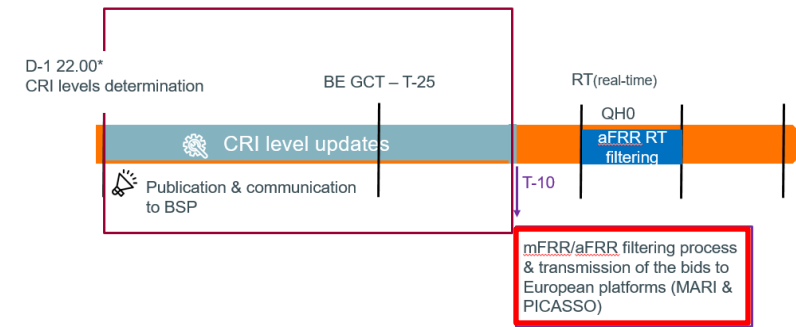 D-1 22.00*
CRI levels determination
BE GCT – T-25
RT(real-time)
QH0
CRI level updates
aFRR RT
filtering
Publication & communication
to BSP
T-10
mFRR/aFRR filtering process
& transmission of the bids to
European platforms (MARI &
PICASSO)